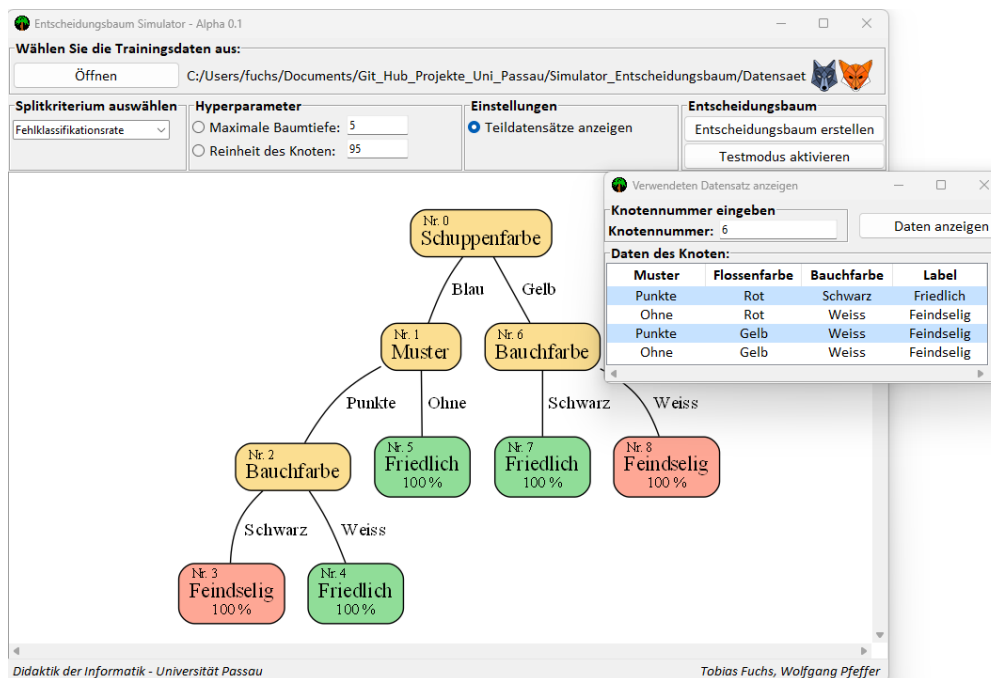 Entscheidungsbaum Simulator - Alpha 0.1
Wählen Sie die Trainingsdaten aus:
Öffnen C:/Users/fuchs/Documents/Git_Hub_Projekte_Uni_Passau/Simulator_Entscheidungsbaum/Datensaet
Splitkriterium auswählen Hyperparameter Einstellungen Entscheidungsbaum
Fehlklassifikationsrate Maximale Baumtiefe: 5 Teildatensätze anzeigen Entscheidungsbaum erstellen
Reinheit des Knoten: 95 Testmodus aktivieren
Verwendeten Datensatz anzeigen
Knotennummer eingeben
Knotennummer: 6 Daten anzeigen
Daten des Knoten:
Muster Flossenfarbe Bauchfarbe Label
Punkte Rot Schwarz Friedlich
Ohne Rot Weiss Feindselig
Punkte Gelb Weiss Feindselig
Ohne Gelb Weiss Feindselig
Nr. 0
Schuppenfarbe
Blau Gelb
Nr. 1 Nr. 6
Muster Bauchfarbe
Punkte Ohne Schwarz Weiss
Nr. 2 Nr. 5 Nr. 7 Nr. 8
Bauchfarbe Friedlich Friedlich Feindselig
100 % 100 % 100 %
Schwarz Weiss
Nr. 3 Nr. 4
Feindselig Friedlich
100 % 100 %
Didaktik der Informatik - Universität Passau Tobias Fuchs, Wolfgang Pfeffer